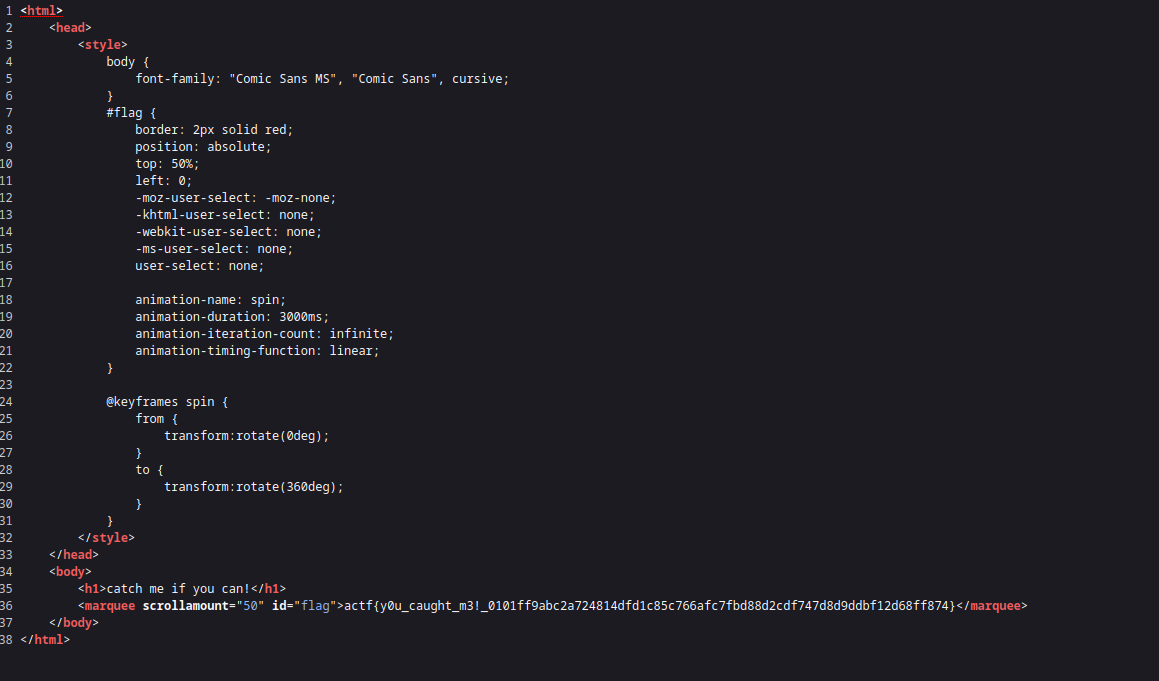 1 <html>
2     <head>
3         <style>
4             body {
5                 font-family: "Comic Sans MS", "Comic Sans", cursive;
6             }
7             #flag {
8                 border: 2px solid red;
9                 position: absolute;
10                 top: 50%;
11                 left: 0;
12                 -moz-user-select: -moz-none;
13                 -khtml-user-select: none;
14                 -webkit-user-select: none;
15                 -ms-user-select: none;
16                 user-select: none;
17
18                 animation-name: spin;
19                 animation-duration: 3000ms;
20                 animation-iteration-count: infinite;
21                 animation-timing-function: linear;
22             }
23
24             @keyframes spin {
25                 from {
26                     transform:rotate(0deg);
27                 }
28                 to {
29                     transform:rotate(360deg);
30                 }
31             }
32         </style>
33     </head>
34     <body>
35         <h1>catch me if you can!</h1>
36         <marquee scrollamount="50" id="flag">actf{y0u_caught_m3!_0101ff9abc2a724814dfd1c85c766afc7fbd88d2cdf747d8d9ddbf12d68ff874}</marquee>
37     </body>
38 </html>